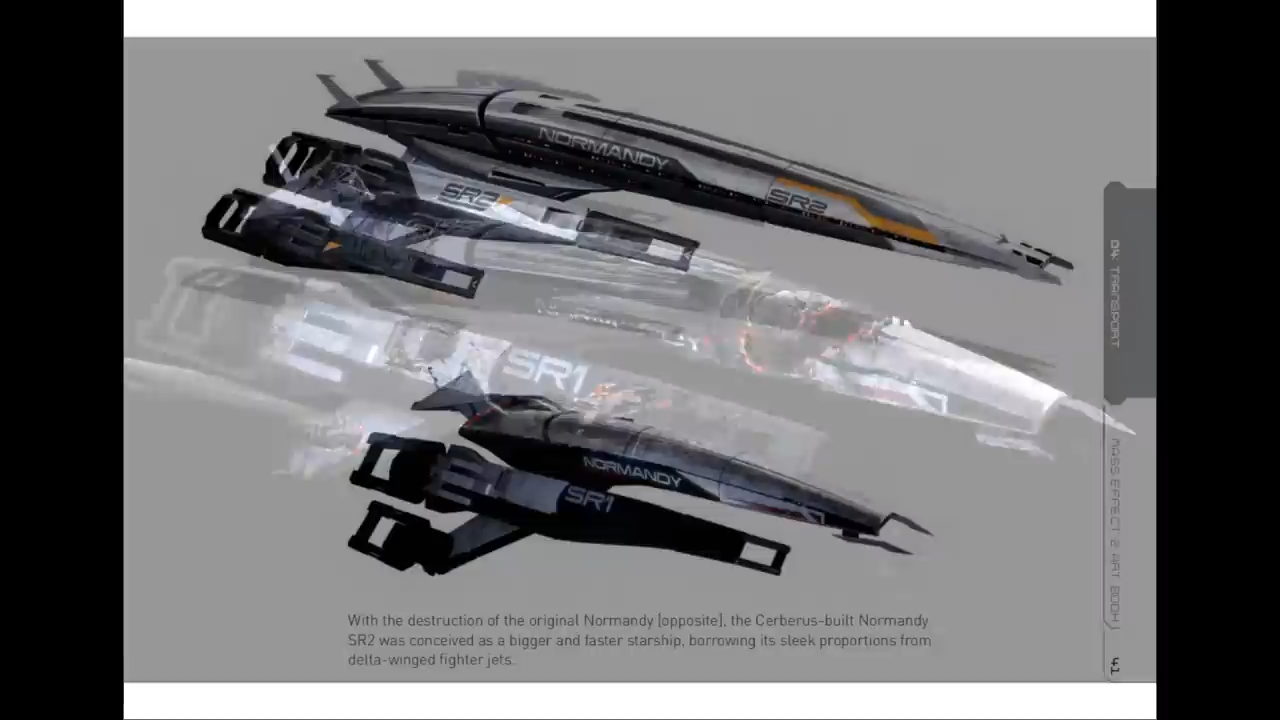 NORMANDY
SR2
SR2
SR1
NORMANDY
SR1
With the destruction of the original Normandy [opposite], the Cerberus-built Normandy
SR2 was conceived as a bigger and faster starship, borrowing its sleek proportions from
delta-winged fighter jets.
04: TRANSPORT
MASS EFFECT 2 ART BOOK
41